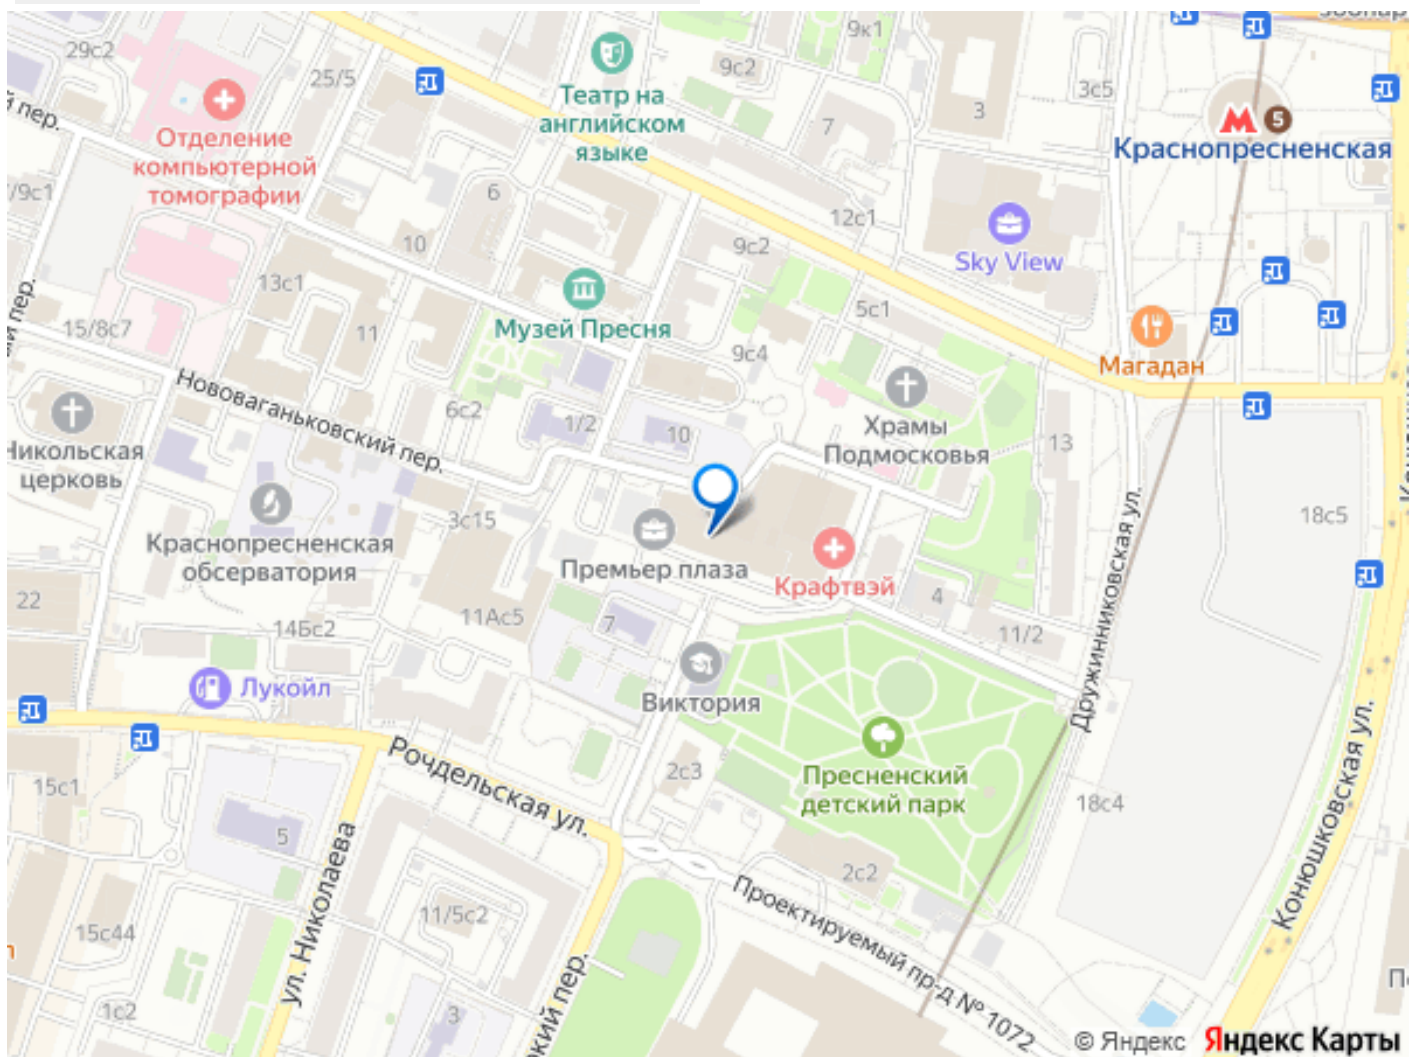 зоопар
29с2
25/5
9с2
9к1
3
3с5
7
Театр на
английском
языке
5
Краснопресненская
й пер.
Отделение
компьютерной
томографии
7/9с1
6
10
12с1
9с2
Sky View
13с1
11
15/8с7
ый пер.
Музей Пресня
5с1
9с4
Магадан
Нововаганьковский пер.
6с2
1/2
10
Храмы
Подмосковья
13
Никольская
церковь
3с15
Краснопресненская
обсерватория
Премьер плаза
Крафтвэй
18с5
Дружинниковская ул.
22
14Бс2
11Ас5
7
4
11/2
Лукойл
Виктория
Пресненский
детский парк
15с1
Рочдельская ул.
2с3
18с4
5
2с2
Конюшковская ул.
ул. Николаева
11/5с2
15с44
Проектируемый пр-д № 1072
1с2
3
кий пер.
© Яндекс Яндекс Карты